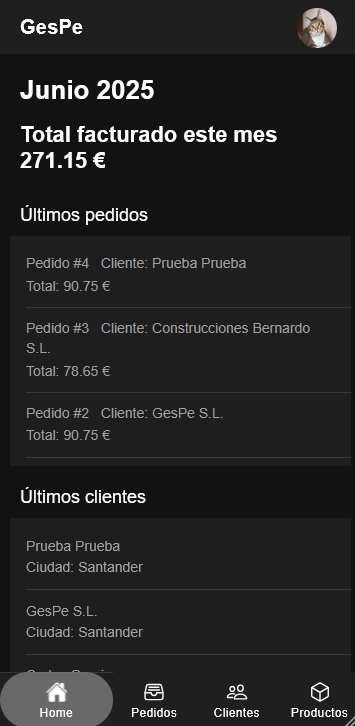 GesPe
Junio 2025
Total facturado este mes
271.15 €
Últimos pedidos
Pedido #4 Cliente: Prueba Prueba
Total: 90.75 €
Pedido #3 Cliente: Construcciones Bernardo
S.L.
Total: 78.65 €
Pedido #2 Cliente: GesPe S.L.
Total: 90.75 €
Últimos clientes
Prueba Prueba
Ciudad: Santander
GesPe S.L.
Ciudad: Santander
Home Pedidos Clientes Productos